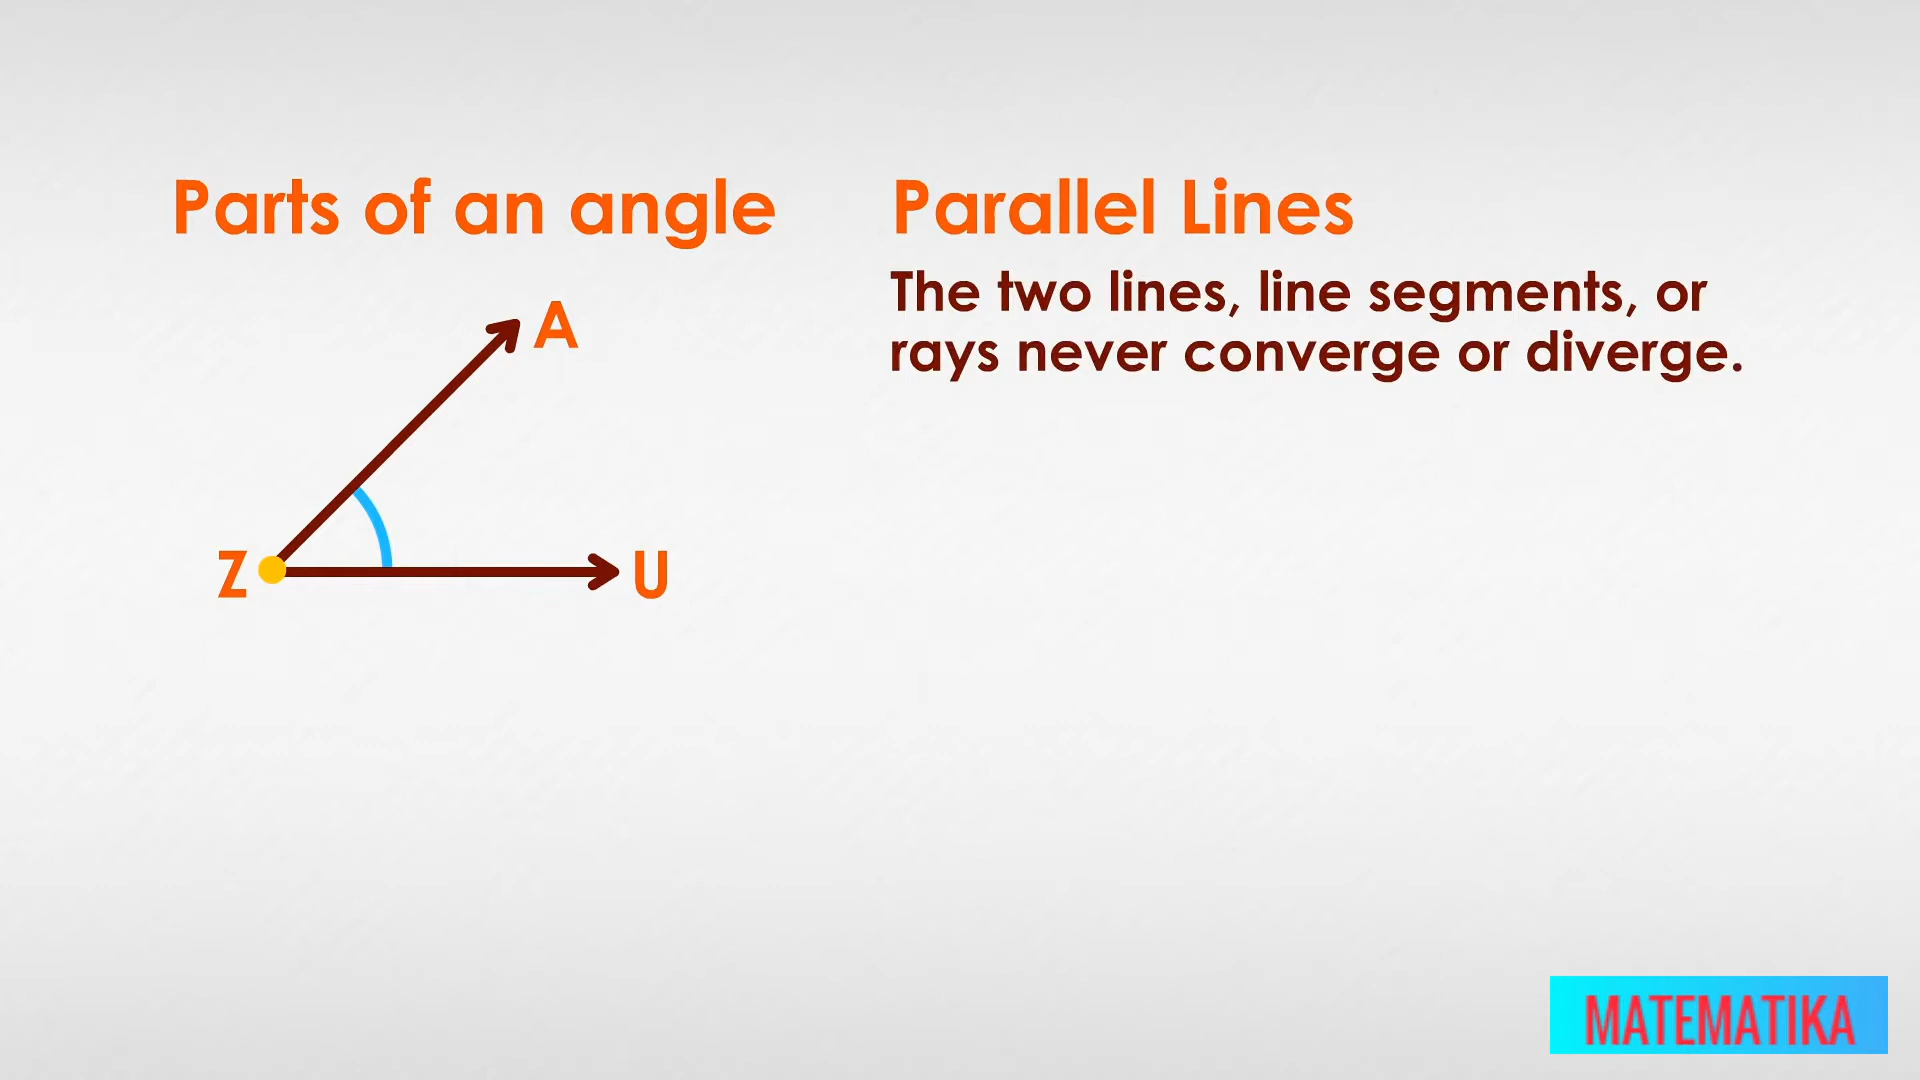 Parts of an angle
A
Z
U
Parallel Lines
The two lines, line segments, or
rays never converge or diverge.
MATEMATIKA